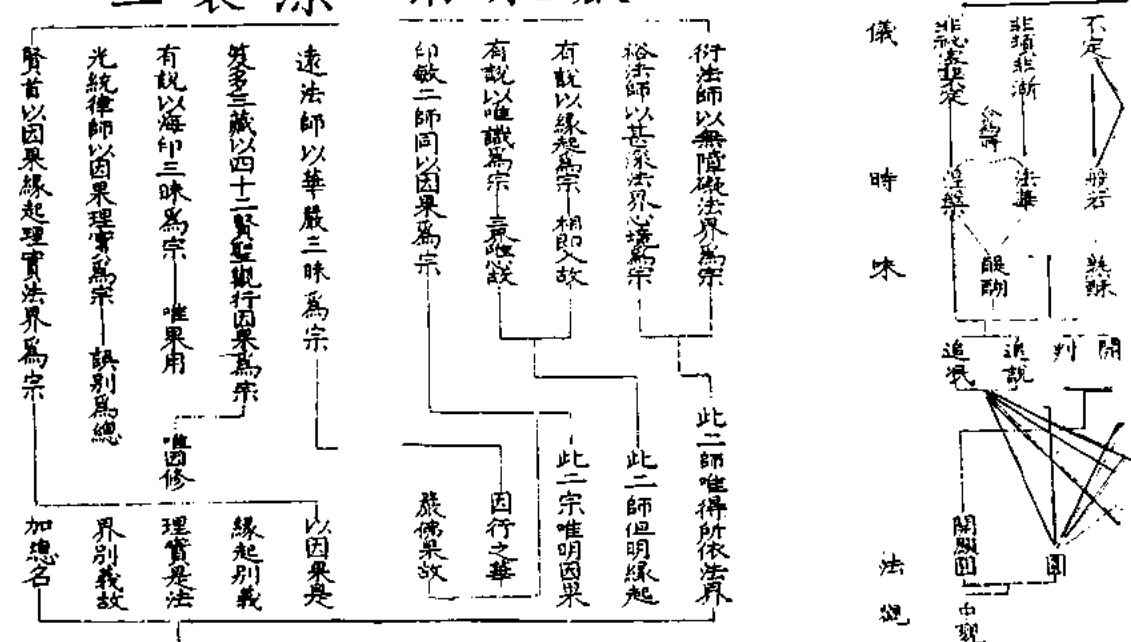 不定
非頓非漸
非秘密非定
儀
般若
法華
涅槃
時
熟酥
醍醐
味
開
判
追説
追泯
圓
開顯圓
法
中觀
觀
衍法師以無障礙法界為宗
裕法師以甚深法界心境為宗
有說以緣起為宗
相即入故
有說以唯識為宗
印敏二師同以因果為宗
遠法師以華嚴三昧為宗
笈多三藏以四十二賢聖觀行因果為宗
有說以海印三昧為宗
唯果用
光統律師以因果理實為宗
誤別為總
賢首以因果緣起理實法界為宗
此二師唯得所依法界
此二師但明緣起
此二宗唯明因果
因行之華
嚴佛果故
唯因修
以因果是
緣起別義
理實是法
界別義故
加總名